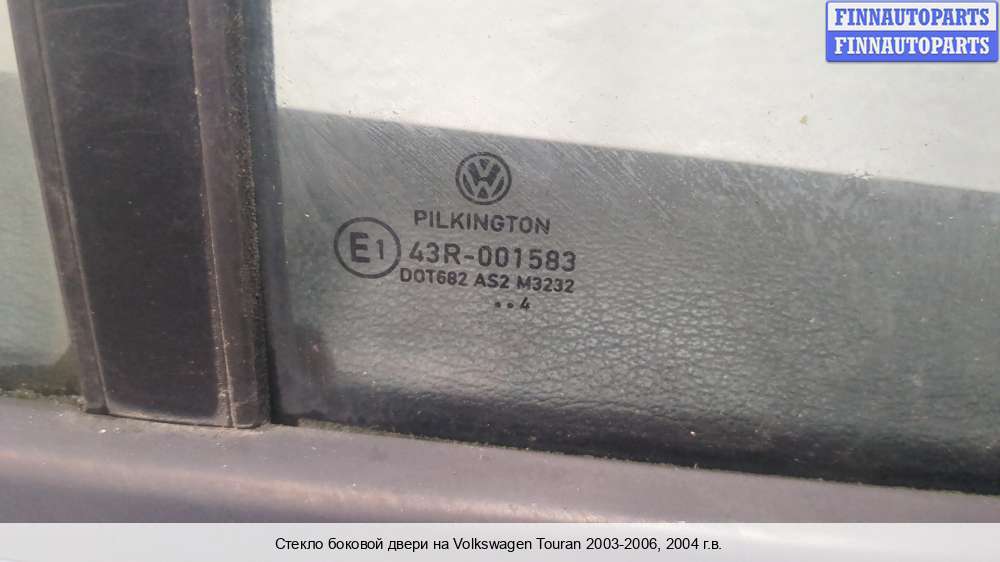 FINNAUTOPARTS
FINNAUTOPARTS
PILKINGTON
E1 43R-001583
DOT682 AS2 M3232
..4
Стекло боковой двери на Volkswagen Touran 2003-2006, 2004 г.в.